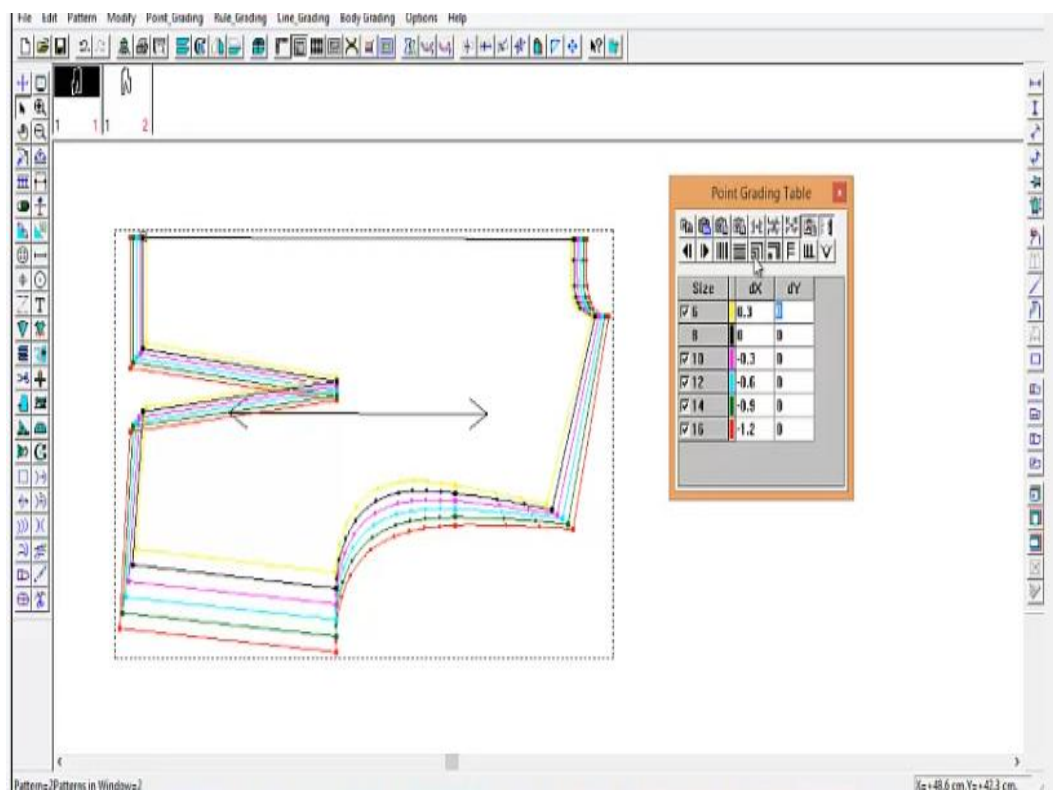 File Edit Pattern Modify Point_Grading Rule_Grading Line_Grading Body Grading Options Help
1 1 1 2
Point Grading Table
Size dX dY
6 0.3 0
8 0 0
10 -0.3 0
12 -0.6 0
14 -0.9 0
16 -1.2 0
Pattern=2Patterns in Window=2 X=+48.6 cm,Y=+42.3 cm.